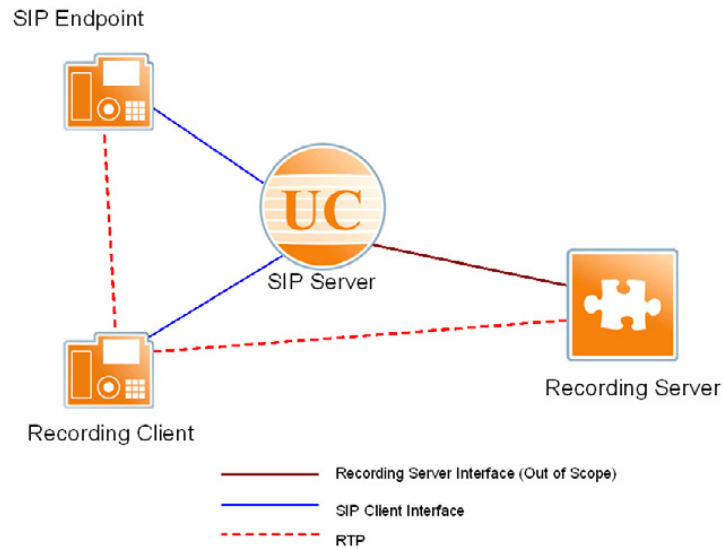 SIP Endpoint
UC
SIP Server
Recording Server
Recording Client
Recording Server Interface (Out of Scope)
SIP Client Interface
RTP